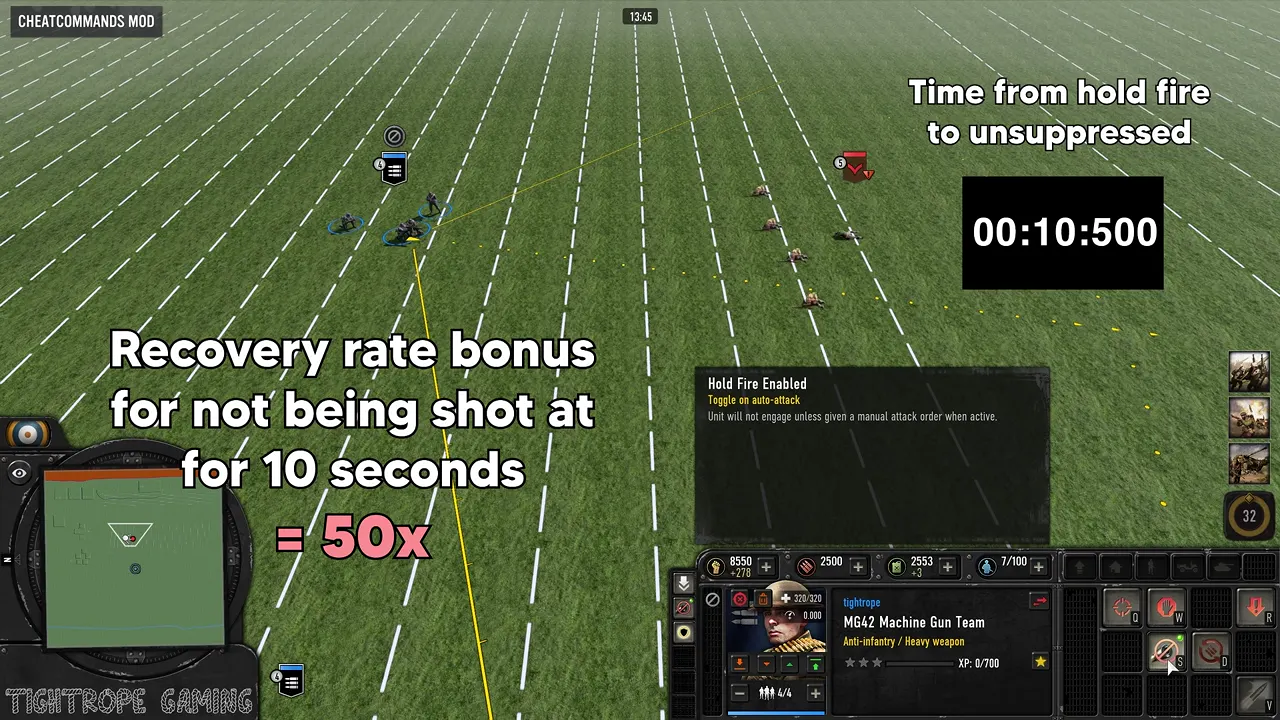 CHEATCOMMANDS MOD
13:45
Time from hold fire
to unsuppressed
00:10:500
4
5
Recovery rate bonus
for not being shot at
for 10 seconds
= 50x
Hold Fire Enabled
Toggle on auto-attack
Unit will not engage unless given a manual attack order when active.
32
N
8550
+278
2500
2553
+3
7/100
320/320
0.000
tightrope
MG42 Machine Gun Team
Anti-infantry / Heavy weapon
XP: 0/700
4/4
Q
W
R
S
D
V
4
TIGHTROPE GAMING